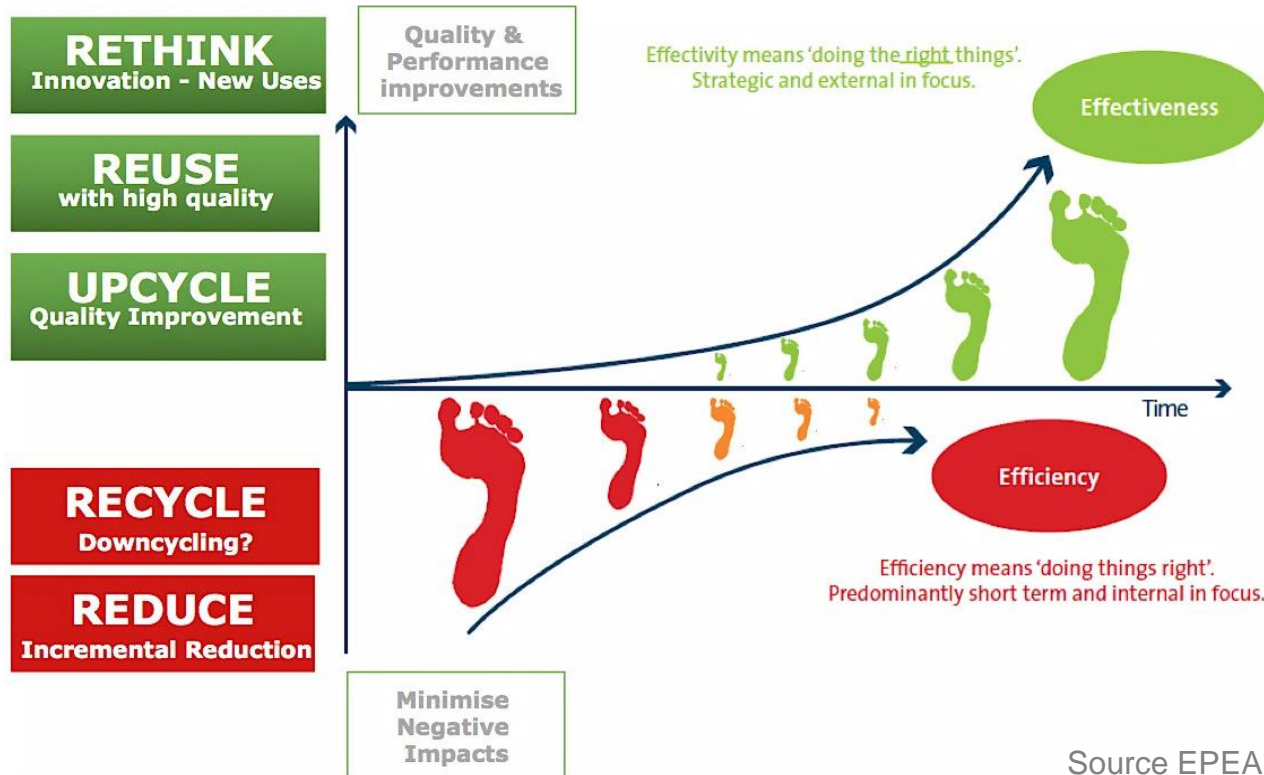 RETHINK
Innovation - New Uses
REUSE
with high quality
UPCYCLE
Quality Improvement
RECYCLE
Downcycling?
REDUCE
Incremental Reduction
Quality &
Performance
improvements
Effectivity means ‘doing the right things’.
Strategic and external in focus.
Effectiveness
Time
Efficiency
Efficiency means ‘doing things right’.
Predominantly short term and internal in focus.
Minimise
Negative
Impacts
Source EPEA